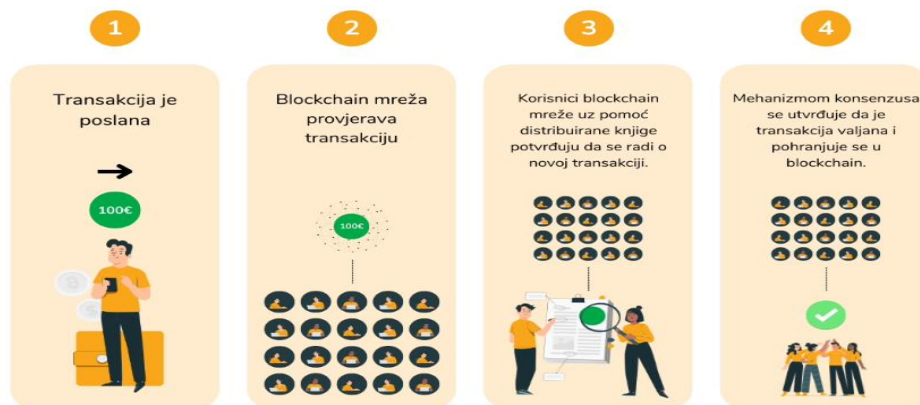 1
Transakcija je
poslana
100€
2
Blockchain mreža
provjerava
transakciju
100€
3
Korisnici blockchain
mreže uz pomoć
distribuirane knjige
potvrđuju da se radi o
novoj transakciji.
4
Mehanizmom konsenzusa
se utvrđuje da je
transakcija valjana i
pohranjuje se u
blockchain.